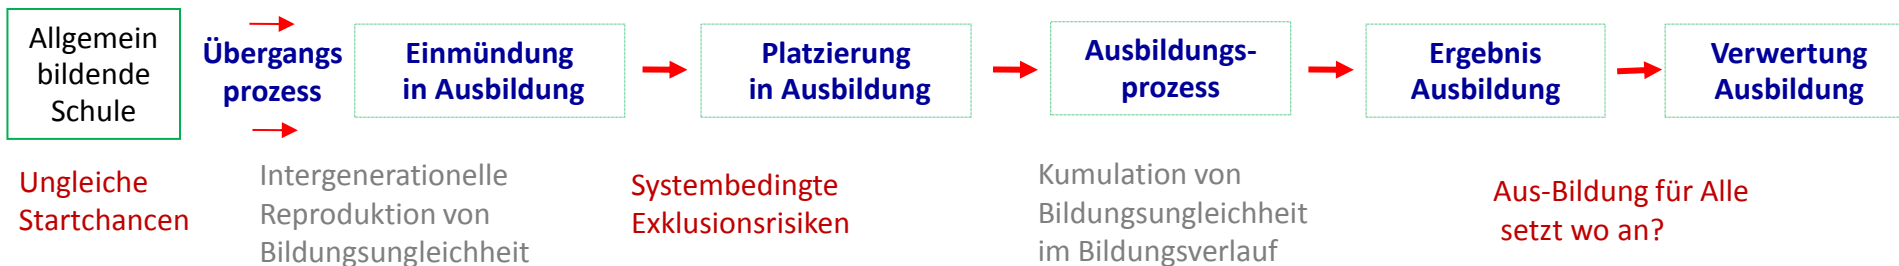 Allgemein
bildende
Schule
Übergangs
prozess
Einmündung
in Ausbildung
Platzierung
in Ausbildung
Ausbildungs-
prozess
Ergebnis
Ausbildung
Verwertung
Ausbildung
Ungleiche
Startchancen
Intergenerationelle
Reproduktion von
Bildungsungleichheit
Systembedingte
Exklusionsrisiken
Kumulation von
Bildungsungleichheit
im Bildungsverlauf
Aus-Bildung für Alle
setzt wo an?